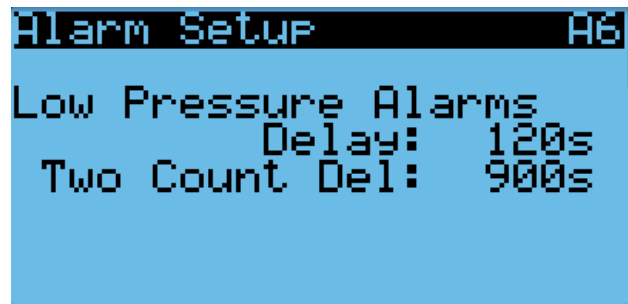 Alarm Setup A6
Low Pressure Alarms
Delay: 120s
Two Count Del: 900s